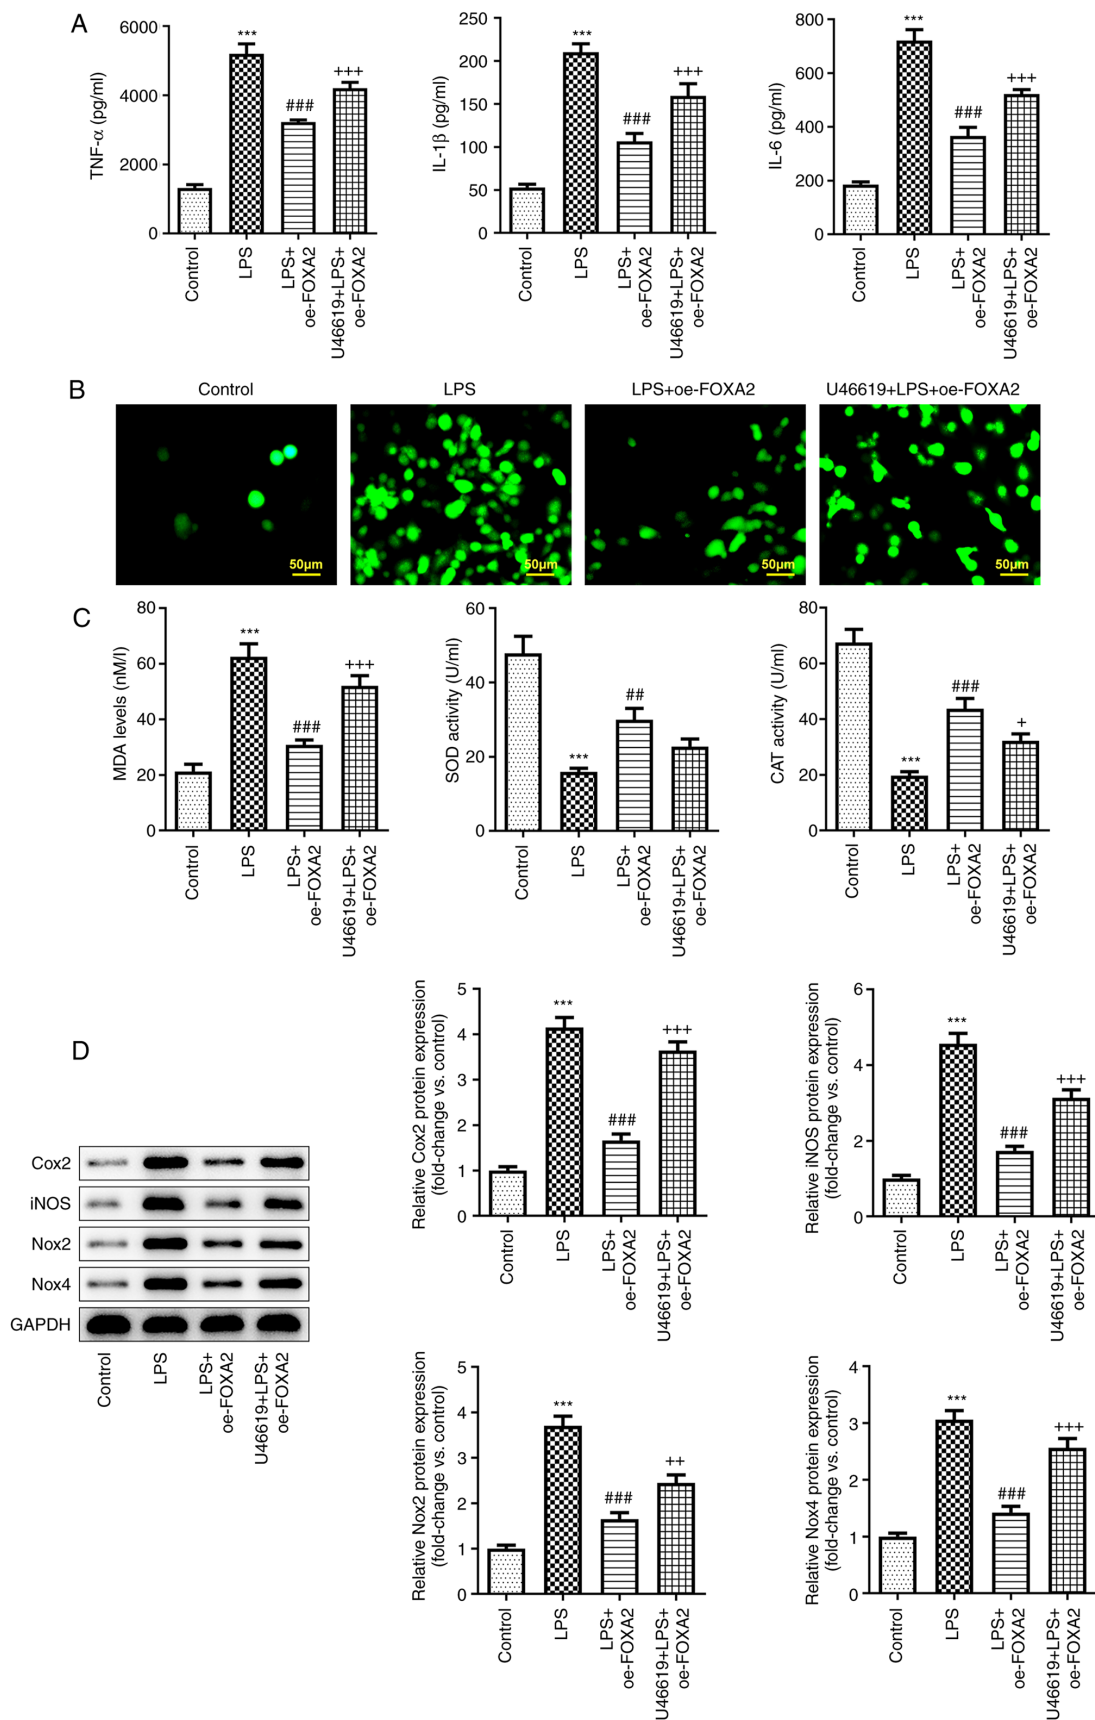 A
TNF-α (pg/ml)
6000
4000
2000
0
***
###
+++
Control
LPS
LPS+
oe-FOXA2
U46619+LPS+
oe-FOXA2
IL-1β (pg/ml)
250
200
150
100
50
0
***
###
+++
Control
LPS
LPS+
oe-FOXA2
U46619+LPS+
oe-FOXA2
IL-6 (pg/ml)
800
600
400
200
0
***
###
+++
Control
LPS
LPS+
oe-FOXA2
U46619+LPS+
oe-FOXA2
B
Control
LPS
LPS+oe-FOXA2
U46619+LPS+oe-FOXA2
50μm
50μm
50μm
50μm
C
MDA levels (nM/l)
80
60
40
20
0
***
###
+++
Control
LPS
LPS+
oe-FOXA2
U46619+LPS+
oe-FOXA2
SOD activity (U/ml)
60
40
20
0
***
##
Control
LPS
LPS+
oe-FOXA2
U46619+LPS+
oe-FOXA2
CAT activity (U/ml)
80
60
40
20
0
***
###
+
Control
LPS
LPS+
oe-FOXA2
U46619+LPS+
oe-FOXA2
D
Cox2
iNOS
Nox2
Nox4
GAPDH
Control
LPS
LPS+
oe-FOXA2
U46619+LPS+
oe-FOXA2
Relative Cox2 protein expression
(fold-change vs. control)
5
4
3
2
1
0
***
###
+++
Control
LPS
LPS+
oe-FOXA2
U46619+LPS+
oe-FOXA2
Relative iNOS protein expression
(fold-change vs. control)
6
4
2
0
***
###
+++
Control
LPS
LPS+
oe-FOXA2
U46619+LPS+
oe-FOXA2
Relative Nox2 protein expression
(fold-change vs. control)
5
4
3
2
1
0
***
###
++
Control
LPS
LPS+
oe-FOXA2
U46619+LPS+
oe-FOXA2
Relative Nox4 protein expression
(fold-change vs. control)
4
3
2
1
0
***
###
+++
Control
LPS
LPS+
oe-FOXA2
U46619+LPS+
oe-FOXA2